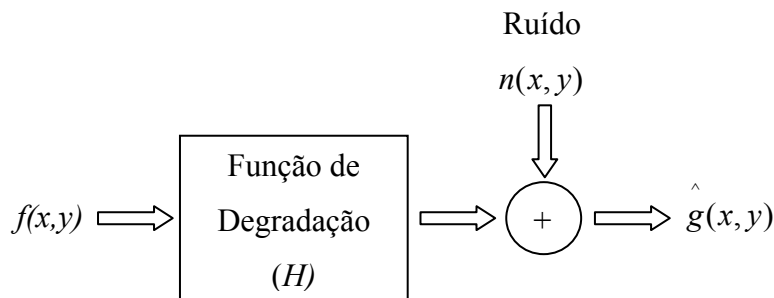 Ruído
n(x, y)
Função de
Degradação
(H)
f(x,y)
+
ĝ(x, y)